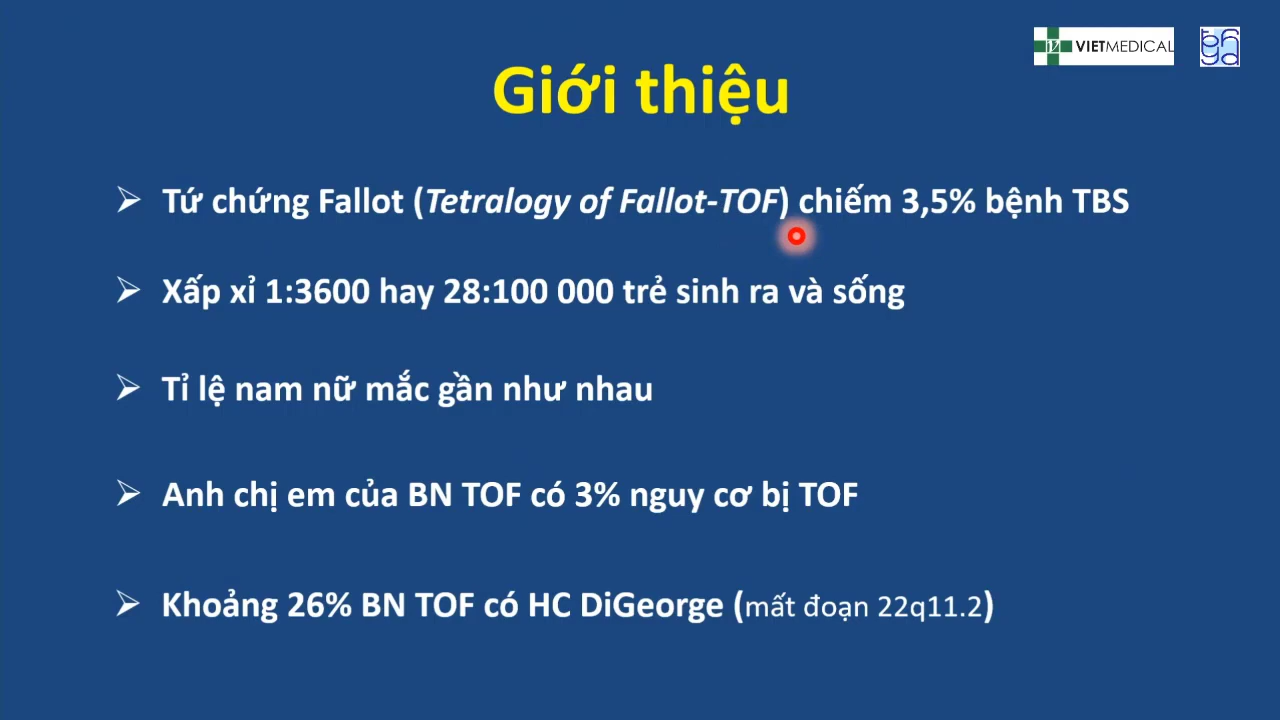 VIETMEDICAL
Giới thiệu
Tứ chứng Fallot (Tetralogy of Fallot-TOF) chiếm 3,5% bệnh TBS
Xấp xỉ 1:3600 hay 28:100 000 trẻ sinh ra và sống
Tỉ lệ nam nữ mắc gần như nhau
Anh chị em của BN TOF có 3% nguy cơ bị TOF
Khoảng 26% BN TOF có HC DiGeorge (mất đoạn 22q11.2)